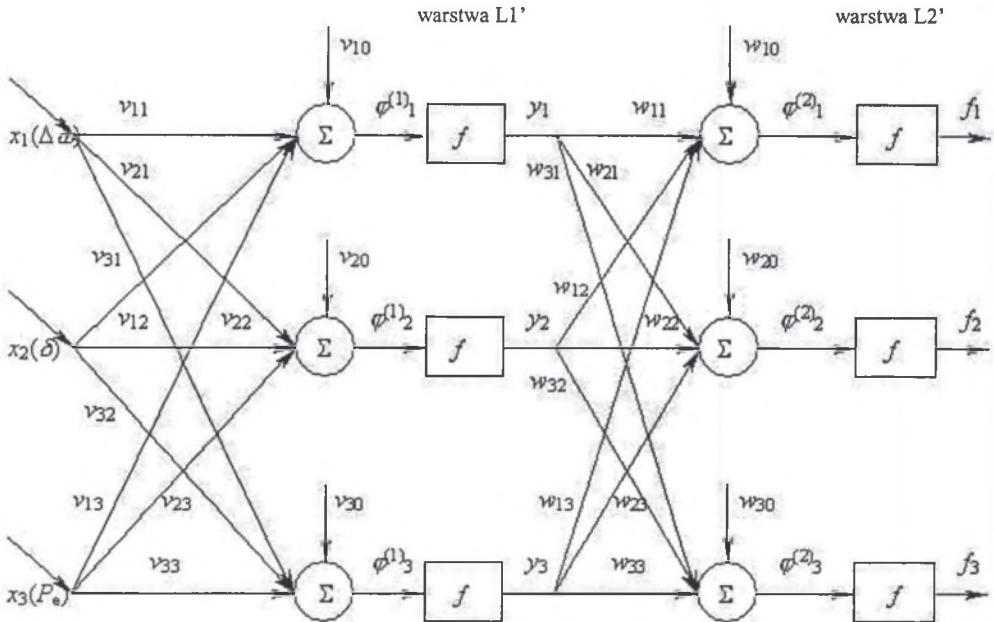 warstwa L1’ warstwa L2’
v10 w10
v11 φ(1)1 y1 w11 φ(2)1 f1
Σ f Σ f
x1(Δω)
v21 w31 w21
v31 v20 w20
w12
v12 v22 φ(1)2 y2 w22 φ(2)2 f2
Σ f Σ f
x2(δ)
v32 w32
v13 v23 v30 w13 w23 w30
v33 φ(1)3 y3 w33 φ(2)3 f3
x3(Pe) Σ f Σ f